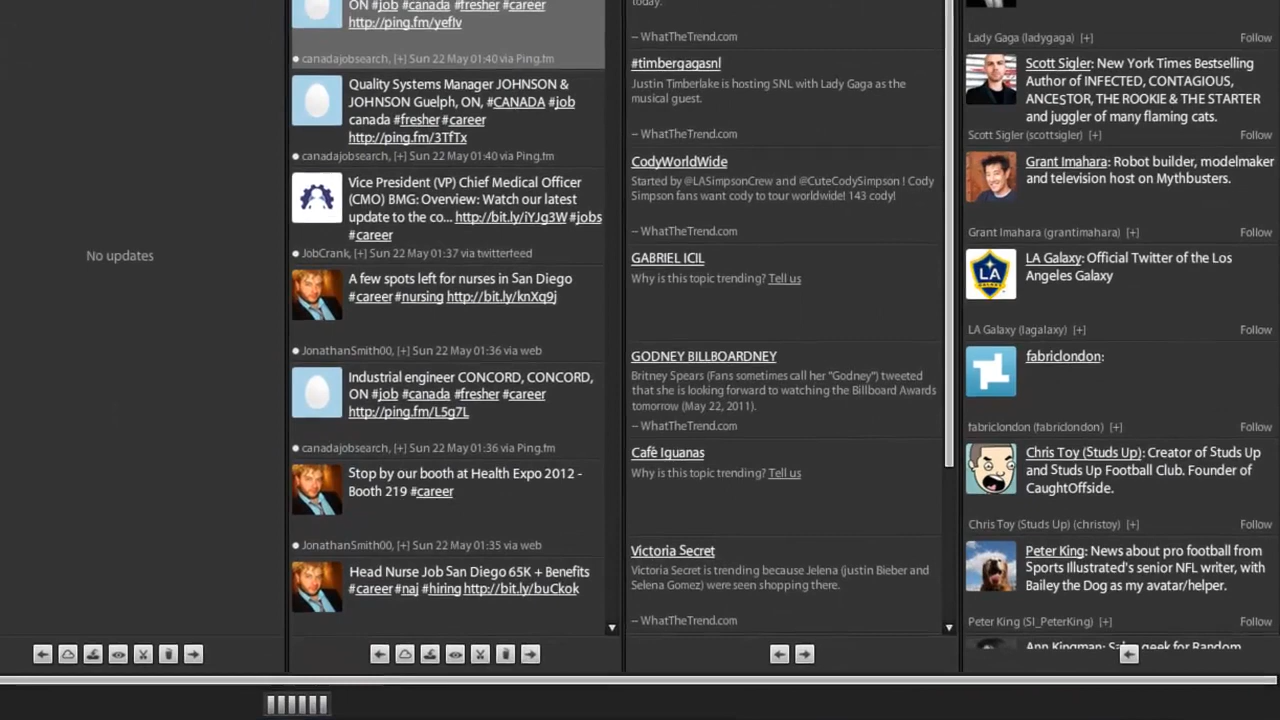 No updates
ON #job #canada #fresher #career
http://ping.fm/yeflv
canadajobsearch, [+] Sun 22 May 01:40 via Ping.fm
Quality Systems Manager JOHNSON &
JOHNSON Guelph, ON, #CANADA #job
canada #fresher #career
http://ping.fm/3TfTx
canadajobsearch, [+] Sun 22 May 01:40 via Ping.fm
Vice President (VP) Chief Medical Officer
(CMO) BMG: Overview: Watch our latest
update to the co... http://bit.ly/iYJg3W #jobs
#career
JobCrank, [+] Sun 22 May 01:37 via twitterfeed
A few spots left for nurses in San Diego
#career #nursing http://bit.ly/knXq9j
JonathanSmith00, [+] Sun 22 May 01:36 via web
Industrial engineer CONCORD, CONCORD,
ON #job #canada #fresher #career
http://ping.fm/L5g7L
canadajobsearch, [+] Sun 22 May 01:36 via Ping.fm
Stop by our booth at Health Expo 2012 -
Booth 219 #career
JonathanSmith00, [+] Sun 22 May 01:35 via web
Head Nurse Job San Diego 65K + Benefits
#career #naj #hiring http://bit.ly/buCkok
today.
-- WhatTheTrend.com
#timbergagasnl
Justin Timberlake is hosting SNL with Lady Gaga as the
musical guest.
-- WhatTheTrend.com
CodyWorldWide
Started by @LASimpsonCrew and @CuteCodySimpson ! Cody
Simpson fans want cody to tour worldwide! 143 cody!
-- WhatTheTrend.com
GABRIEL ICIL
Why is this topic trending? Tell us
GODNEY BILLBOARDNEY
Britney Spears (Fans sometimes call her "Godney") tweeted
that she is looking forward to watching the Billboard Awards
tomorrow (May 22, 2011).
-- WhatTheTrend.com
Café Iguanas
Why is this topic trending? Tell us
Victoria Secret
Victoria Secret is trending because Jelena (justin Bieber and
Selena Gomez) were seen shopping there.
-- WhatTheTrend.com
Lady Gaga (ladygaga) [+] Follow
Scott Sigler: New York Times Bestselling
Author of INFECTED, CONTAGIOUS,
ANCESTOR, THE ROOKIE & THE STARTER
and juggler of many flaming cats.
Scott Sigler (scottsigler) [+] Follow
Grant Imahara: Robot builder, modelmaker
and television host on Mythbusters.
Grant Imahara (grantimahara) [+] Follow
LA
LA Galaxy: Official Twitter of the Los
Angeles Galaxy
LA Galaxy (lagalaxy) [+] Follow
fabriclondon:
fabriclondon (fabriclondon) [+] Follow
Chris Toy (Studs Up): Creator of Studs Up
and Studs Up Football Club. Founder of
CaughtOffside.
Chris Toy (Studs Up) (christoy) [+] Follow
Peter King: News about pro football from
Sports Illustrated's senior NFL writer, with
Bailey the Dog as my avatar/helper.
Peter King (SI_PeterKing) [+] Follow
Ann Kingman: Sales geek for Random